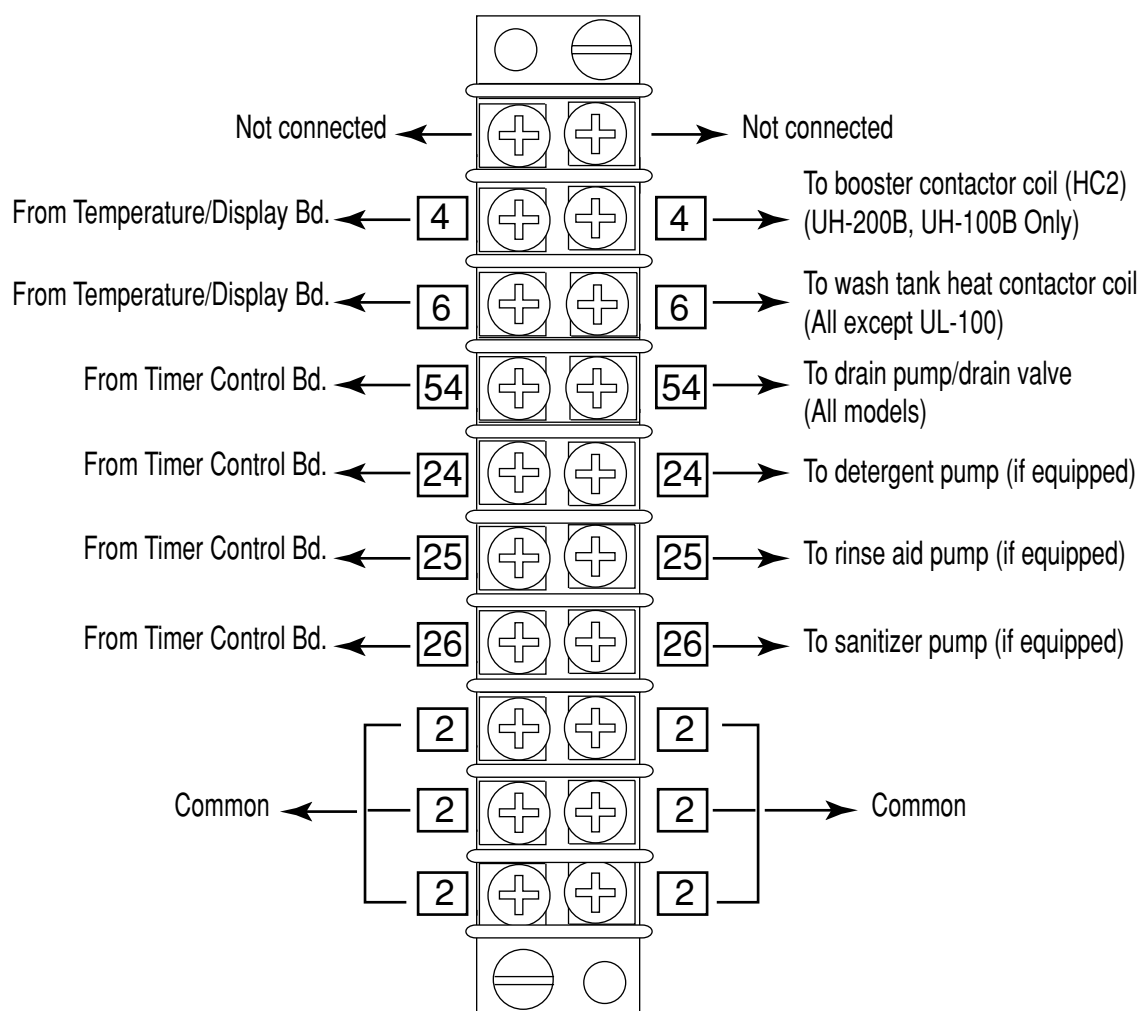 Not connected
Not connected
From Temperature/Display Bd.
4
4
To booster contactor coil (HC2)
(UH-200B, UH-100B Only)
From Temperature/Display Bd.
6
6
To wash tank heat contactor coil
(All except UL-100)
From Timer Control Bd.
54
54
To drain pump/drain valve
(All models)
From Timer Control Bd.
24
24
To detergent pump (if equipped)
From Timer Control Bd.
25
25
To rinse aid pump (if equipped)
From Timer Control Bd.
26
26
To sanitizer pump (if equipped)
2
2
Common
2
2
Common
2
2